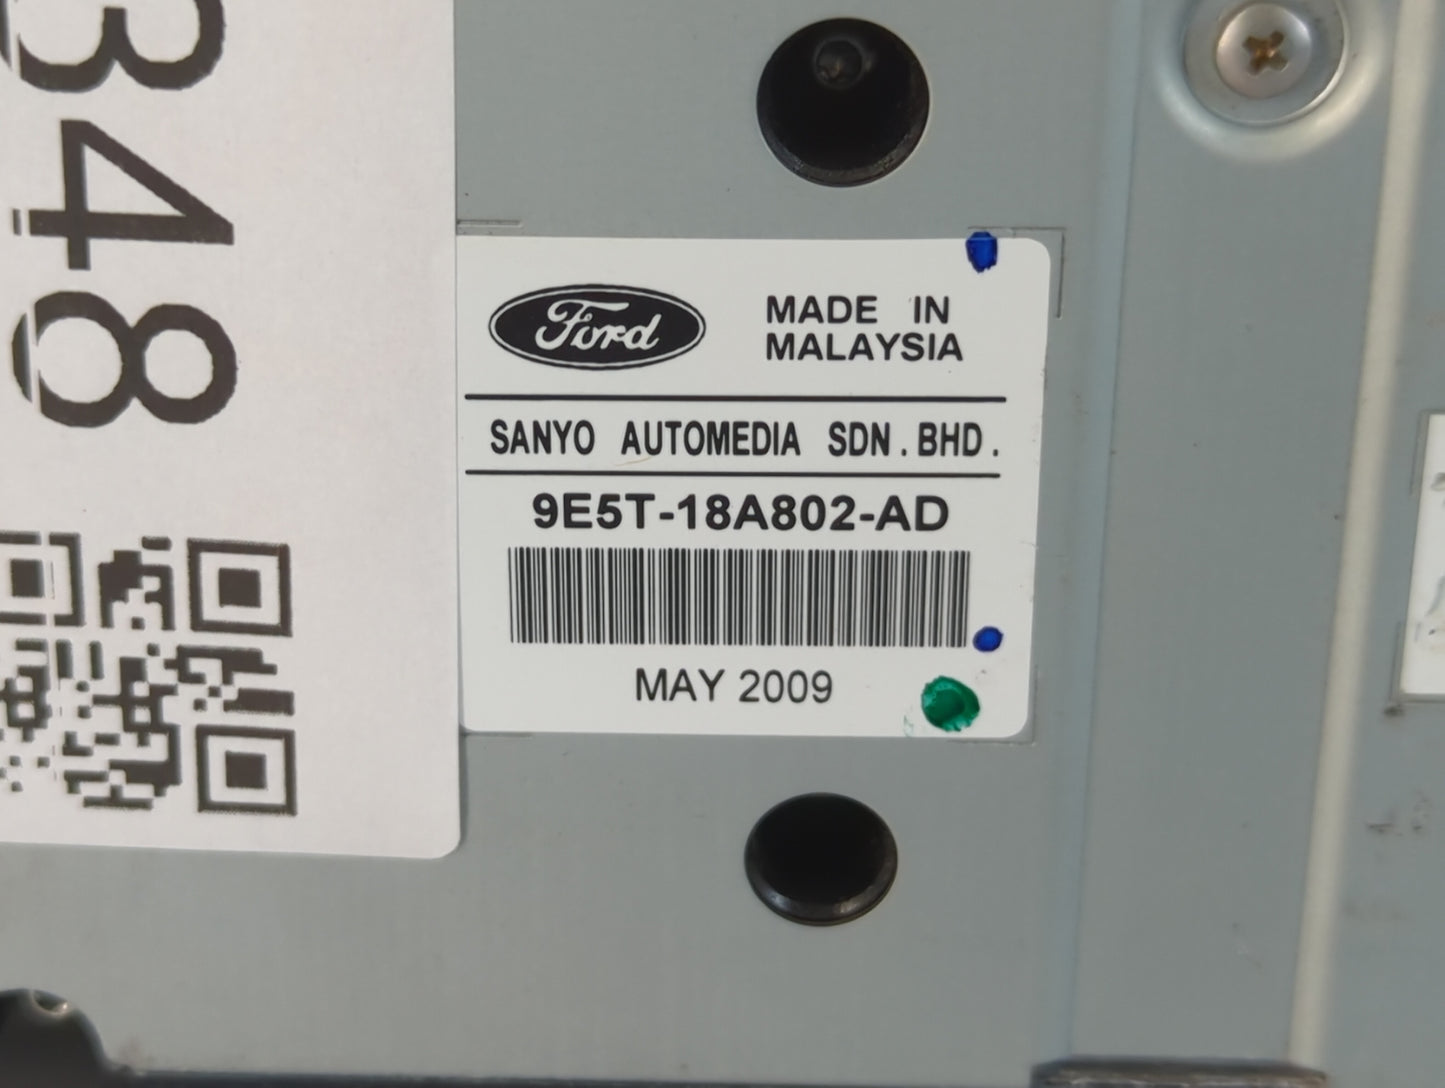 348
Ford
MADE IN
MALAYSIA
SANYO AUTOMEDIA SDN . BHD .
9E5T-18A802-AD
MAY 2009